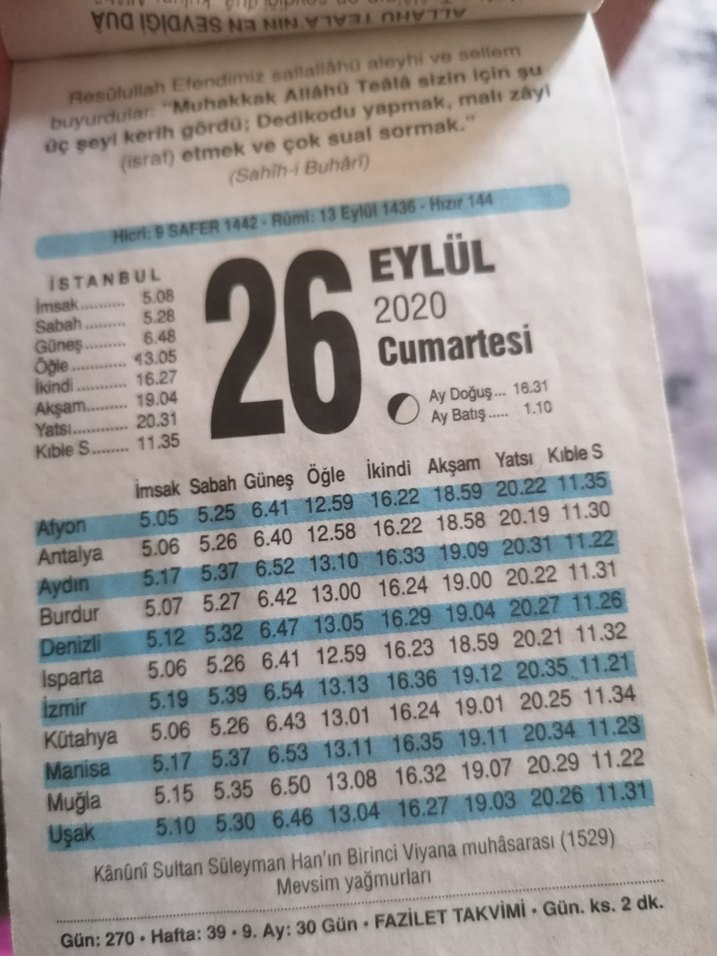 ALLAHÜ TEÂLÂ'NIN EN SEVDİĞİ DUA
Resûlullah Efendimiz sallallâhü aleyhi ve sellem
buyurdular: "Muhakkak Allâhü Teâlâ sizin için şu
üç şeyi kerih gördü; Dedikodu yapmak, malı zâyi
(israf) etmek ve çok sual sormak."
(Sahîh-i Buhârî)
Hicrî: 9 SAFER 1442 - Rûmî: 13 Eylül 1436 - Hızır 144
İSTANBUL
İmsak.......... 5.08
Sabah ......... 5.28
Güneş......... 6.48
Öğle ............ 13.05
İkindi ........... 16.27
Akşam......... 19.04
Yatsı............ 20.31
Kıble S........ 11.35
26
EYLÜL
2020
Cumartesi
Ay Doğuş... 16.31
Ay Batış..... 1.10
İmsak Sabah Güneş Öğle İkindi Akşam Yatsı Kıble S
Afyon 5.05 5.25 6.41 12.59 16.22 18.59 20.22 11.35
Antalya 5.06 5.26 6.40 12.58 16.22 18.58 20.19 11.30
Aydın 5.17 5.37 6.52 13.10 16.33 19.09 20.31 11.22
Burdur 5.07 5.27 6.42 13.00 16.24 19.00 20.22 11.31
Denizli 5.12 5.32 6.47 13.05 16.29 19.04 20.27 11.26
Isparta 5.06 5.26 6.41 12.59 16.23 18.59 20.21 11.32
İzmir 5.19 5.39 6.54 13.13 16.36 19.12 20.35 11.21
Kütahya 5.06 5.26 6.43 13.01 16.24 19.01 20.25 11.34
Manisa 5.17 5.37 6.53 13.11 16.35 19.11 20.34 11.23
Muğla 5.15 5.35 6.50 13.08 16.32 19.07 20.29 11.22
Uşak 5.10 5.30 6.46 13.04 16.27 19.03 20.26 11.31
Kânûnî Sultan Süleyman Han'ın Birinci Viyana muhâsarası (1529)
Mevsim yağmurları
Gün: 270 • Hafta: 39 • 9. Ay: 30 Gün • FAZİLET TAKVİMİ • Gün. ks. 2 dk.